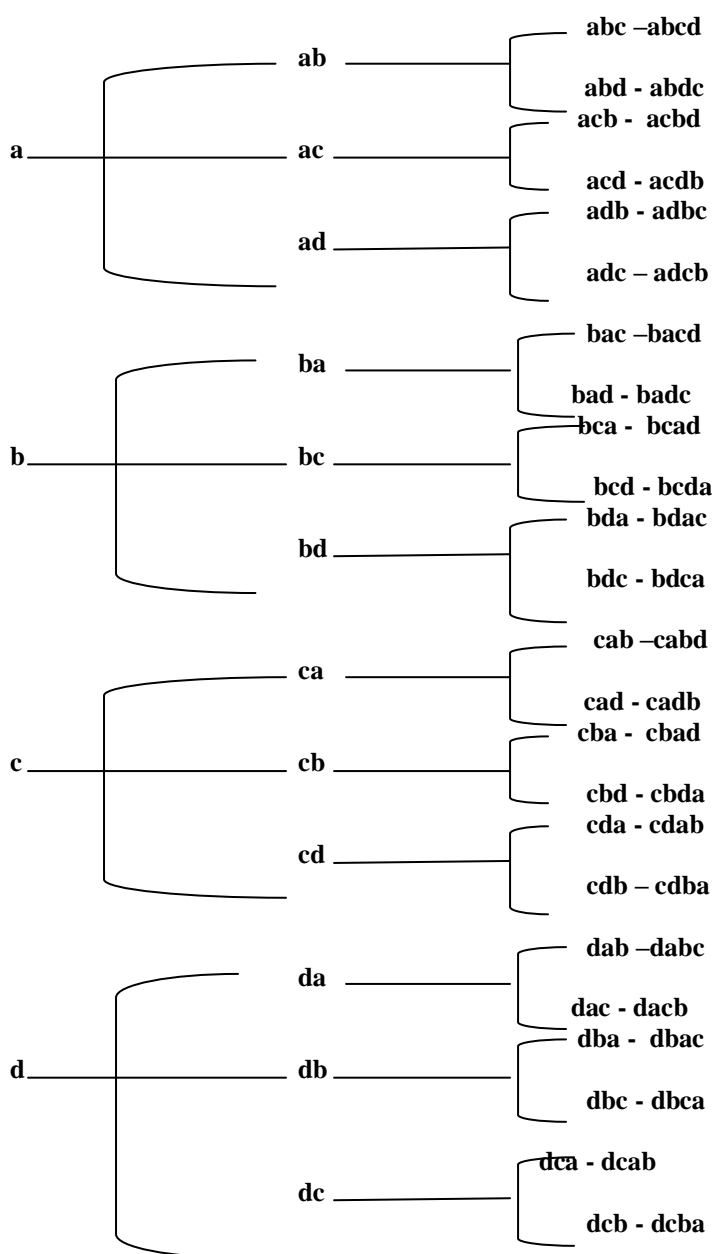 abc –abcd
ab
abd - abdc
acb -  acbd
a
ac
acd - acdb
adb - adbc
ad
adc – adcb
bac –bacd
ba
bad - badc
bca -  bcad
b
bc
bcd - bcda
bda - bdac
bd
bdc - bdca
cab –cabd
ca
cad - cadb
cba -  cbad
c
cb
cbd - cbda
cda - cdab
cd
cdb – cdba
dab –dabc
da
dac - dacb
dba -  dbac
d
db
dbc - dbca
dca - dcab
dc
dcb - dcba